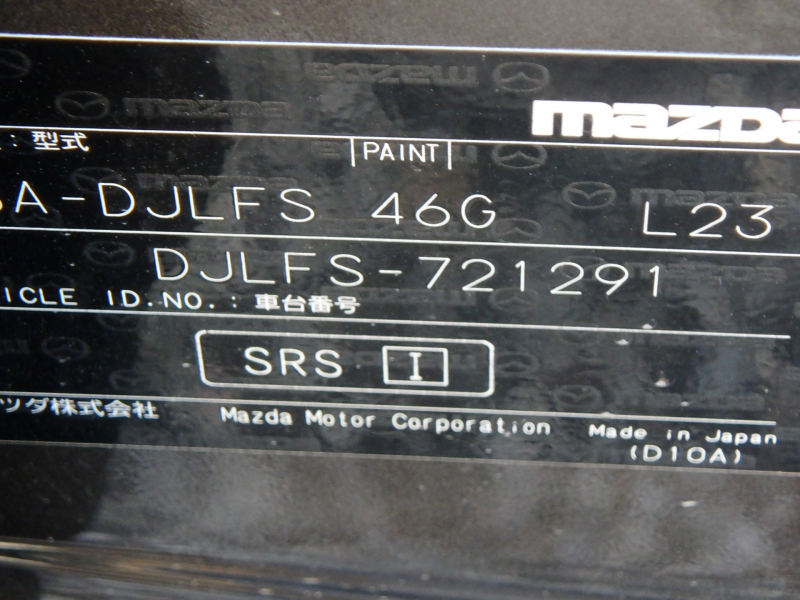 mazda
: 型式 PAINT
A-DJLFS 46G L23
DJLFS-721291
ICLE ID.NO.: 車台番号
SRS I
ツダ株式会社 Mazda Motor Corporation Made in Japan
(D10A)